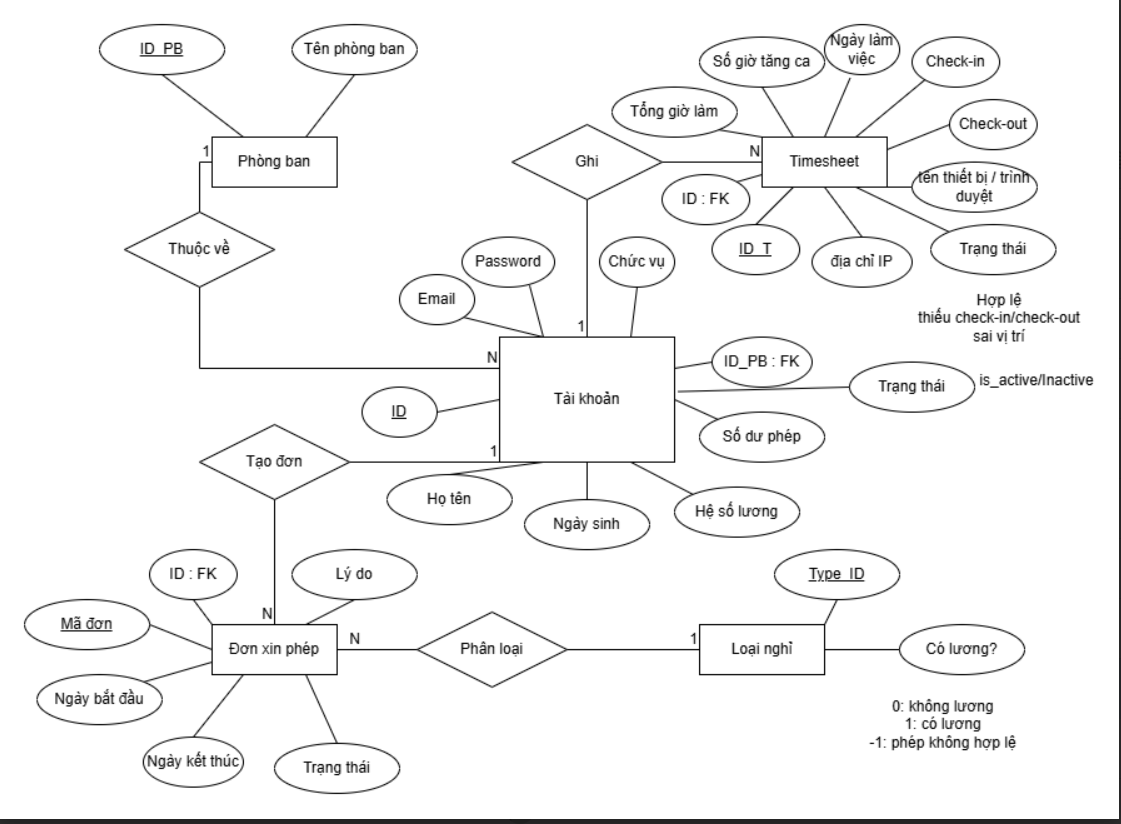 ID_PB
Tên phòng ban
Phòng ban
1
Thuộc về
N
Số giờ tăng ca
Ngày làm
việc
Check-in
Tổng giờ làm
Check-out
Ghi
N
Timesheet
tên thiết bị / trình
duyệt
ID : FK
ID_T
địa chỉ IP
Trạng thái
Hợp lệ
thiếu check-in/check-out
sai vị trí
Password
Chức vụ
Email
1
Tài khoản
ID_PB : FK
Trạng thái
is_active/Inactive
ID
Số dư phép
1
Tạo đơn
Họ tên
Ngày sinh
Hệ số lương
ID : FK
Lý do
N
Mã đơn
Đơn xin phép
N
Phân loại
1
Loại nghỉ
Type_ID
Có lương?
0: không lương
1: có lương
-1: phép không hợp lệ
Ngày bắt đầu
Ngày kết thúc
Trạng thái